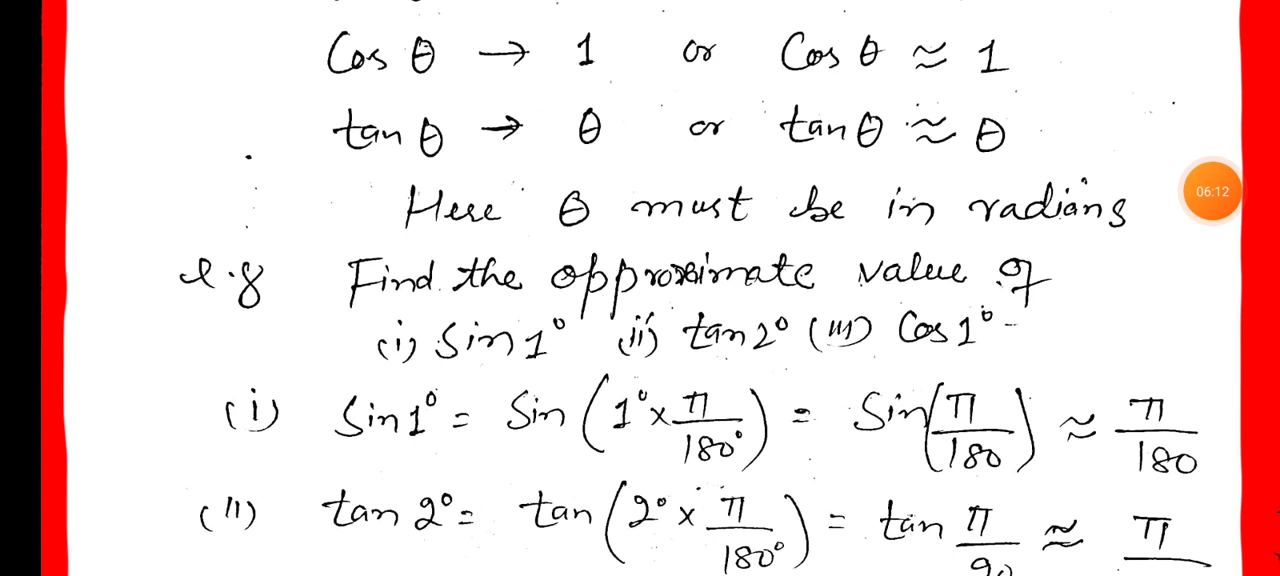 Cos θ → 1 or Cos θ ≈ 1
tan θ → θ or tan θ ≈ θ
Here θ must be in radians
06:12
e.g Find the approximate value of
(i) Sin 1° (ii) tan 2° (iii) Cos 1°
(i) Sin 1° = Sin (1° × π/180°) = Sin (π/180) ≈ π/180
(ii) tan 2° = tan (2° × π/180°) = tan π/90 ≈ π